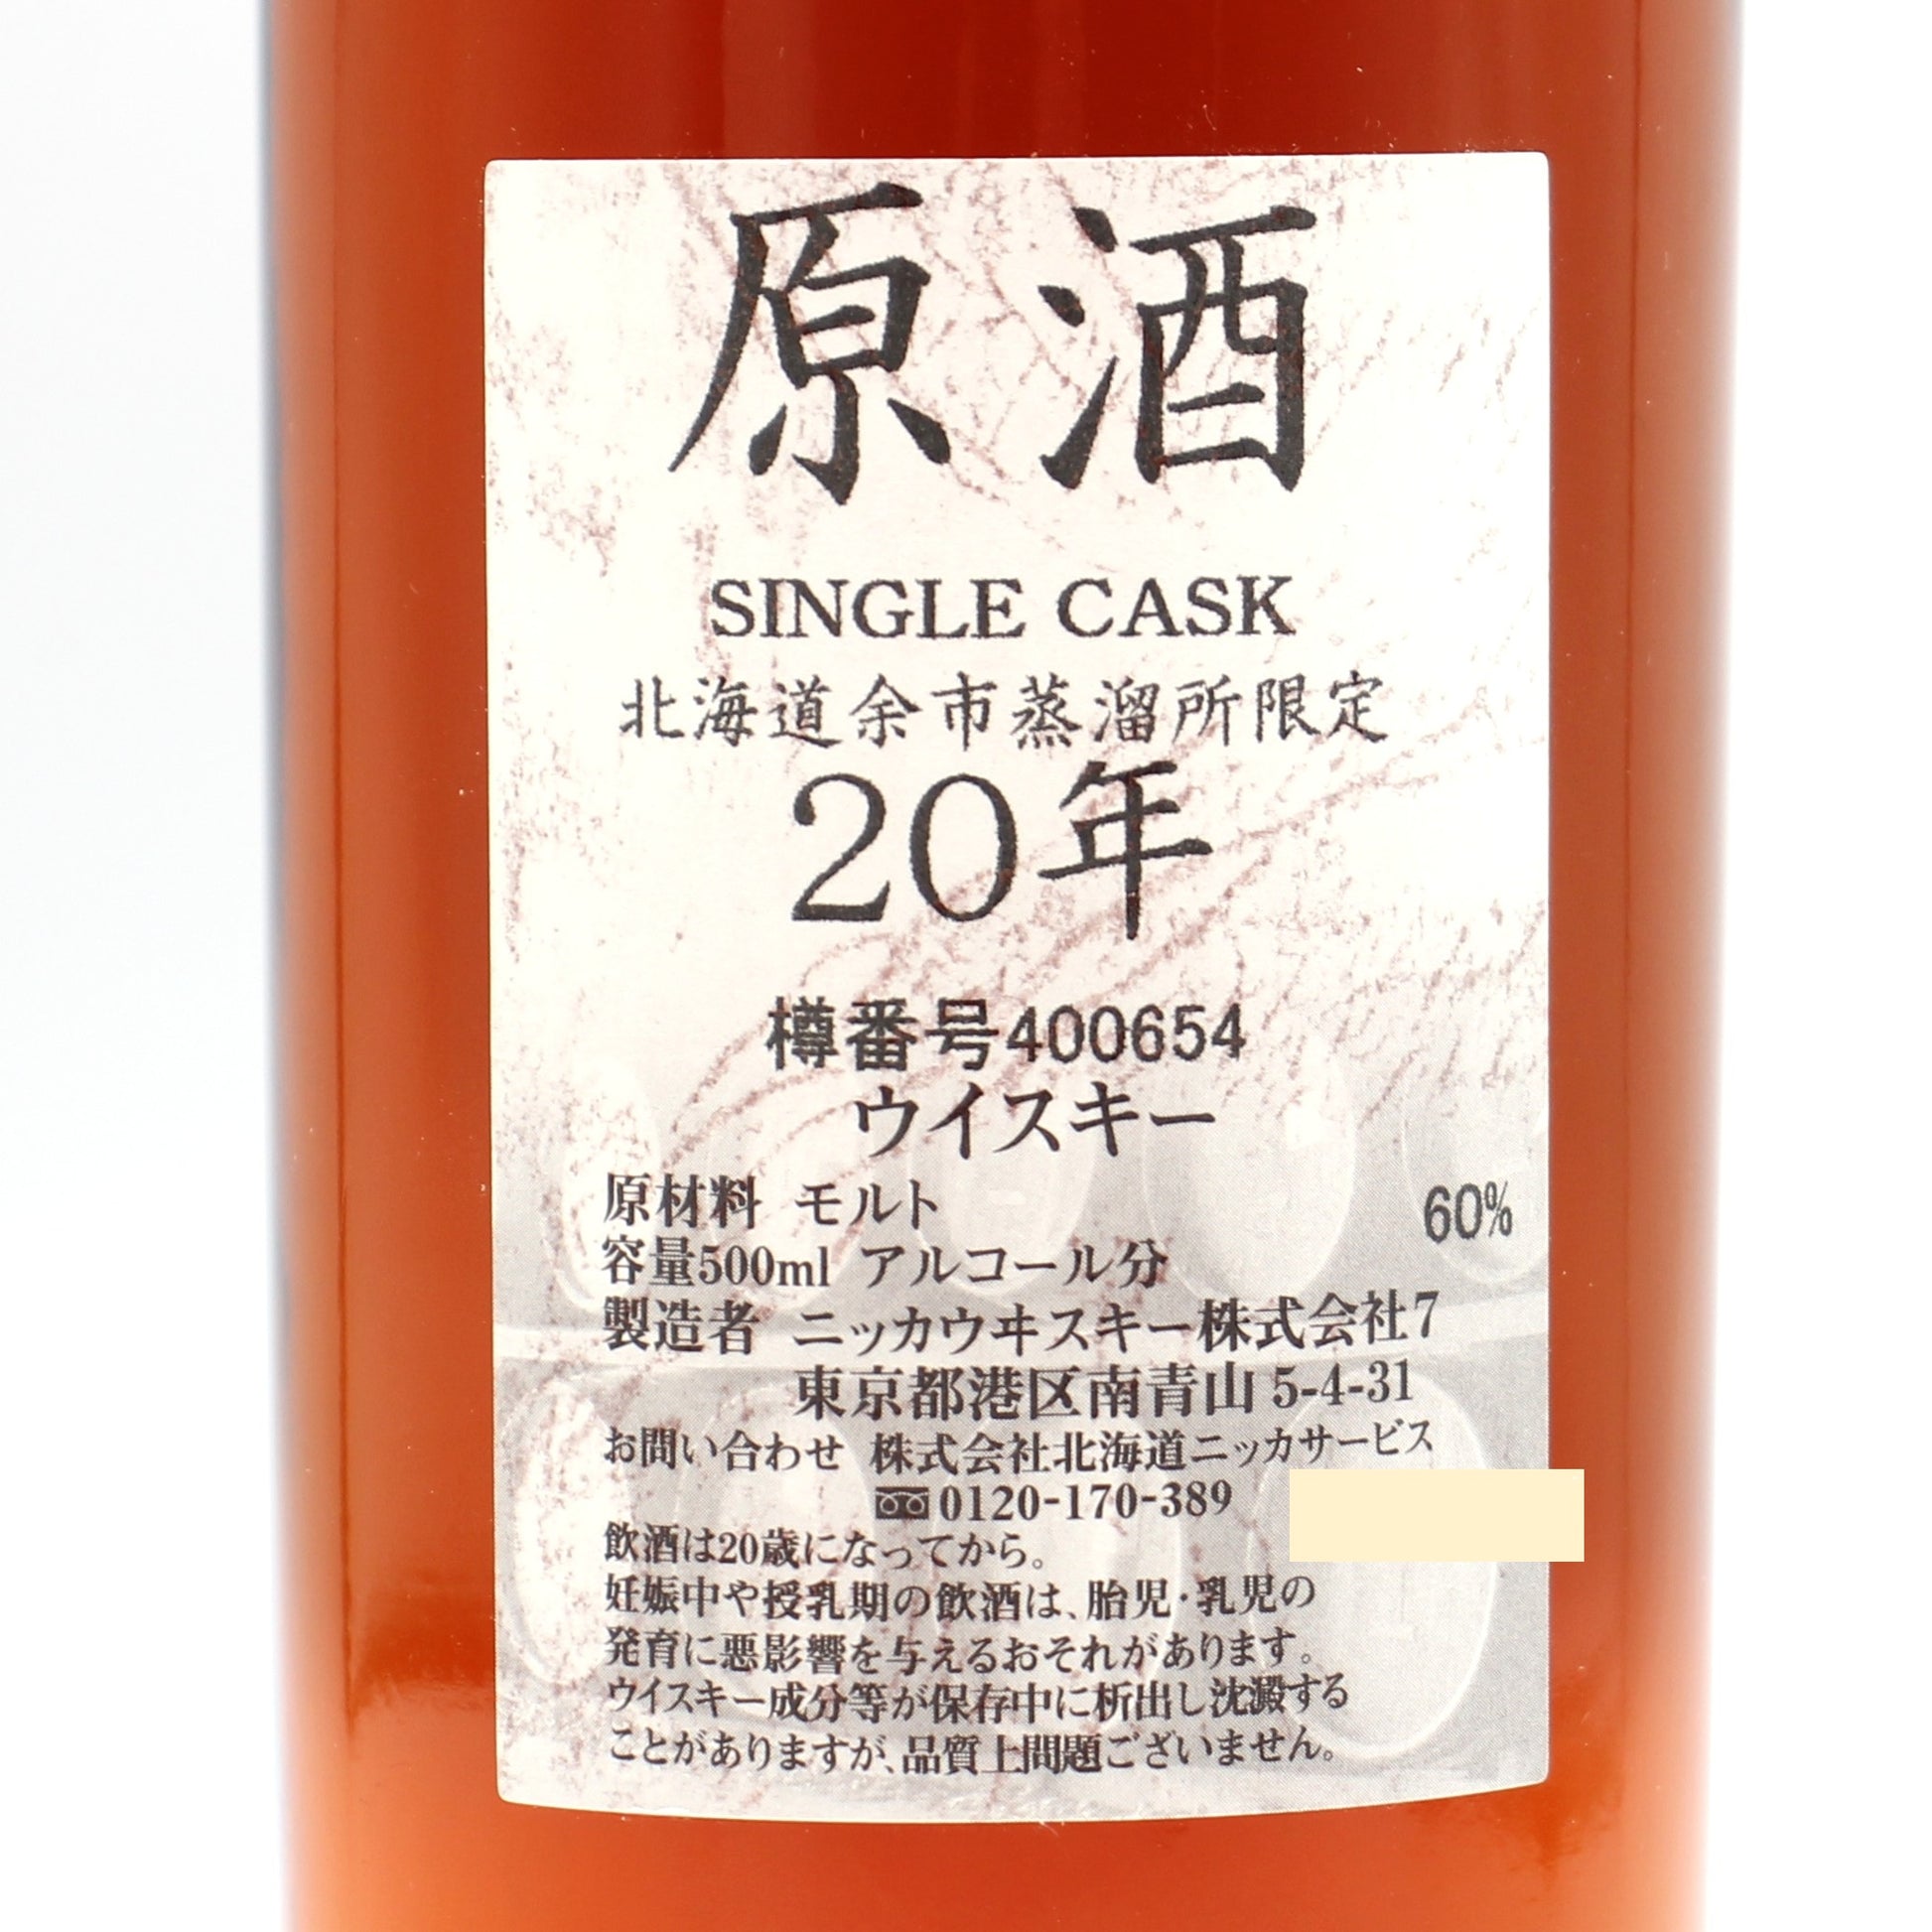 原酒
SINGLE CASK
北海道余市蒸溜所限定
20年
樽番号400654
ウイスキー
原材料 モルト
60%
容量500ml アルコール分
製造者 ニッカウヰスキー株式会社7
東京都港区南青山 5-4-31
お問い合わせ 株式会社北海道ニッカサービス
0120-170-389
飲酒は20歳になってから。
妊娠中や授乳期の飲酒は、胎児・乳児の
発育に悪影響を与えるおそれがあります。
ウイスキー成分等が保存中に析出し沈澱する
ことがありますが、品質上問題ございません。